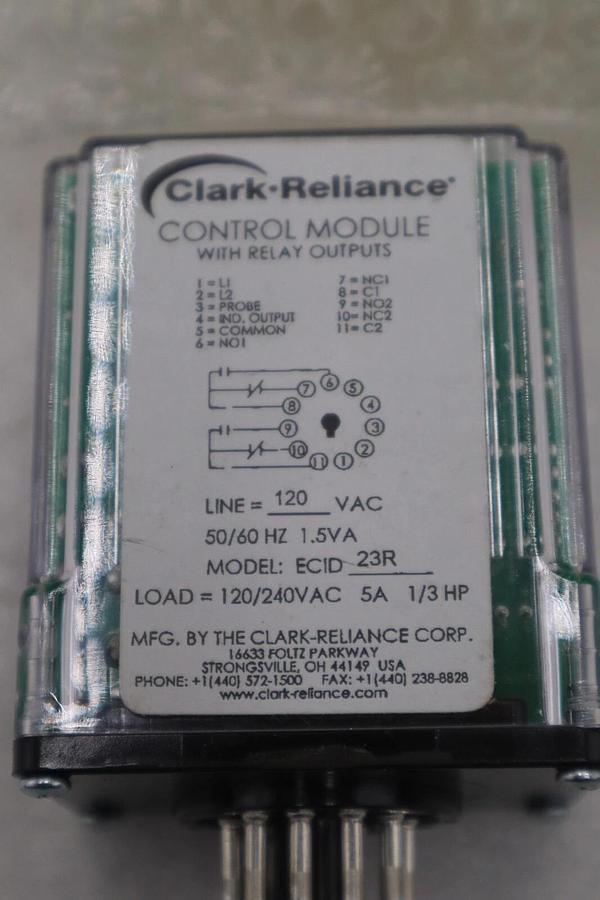 Clark·Reliance®
CONTROL MODULE
WITH RELAY OUTPUTS
1 = L1
2 = L2
3 = PROBE
4 = IND. OUTPUT
5 = COMMON
6 = NO1
7 = NC1
8 = C1
9 = NO2
10= NC2
11= C2
6
7
5
8
4
9
3
10
2
11
1
LINE = 120 VAC
50/60 HZ 1.5VA
MODEL: ECID 23R
LOAD = 120/240VAC 5A 1/3 HP
MFG. BY THE CLARK-RELIANCE CORP.
16633 FOLTZ PARKWAY
STRONGSVILLE, OH 44149 USA
PHONE: +1(440) 572-1500 FAX: +1(440) 238-8828
www.clark-reliance.com